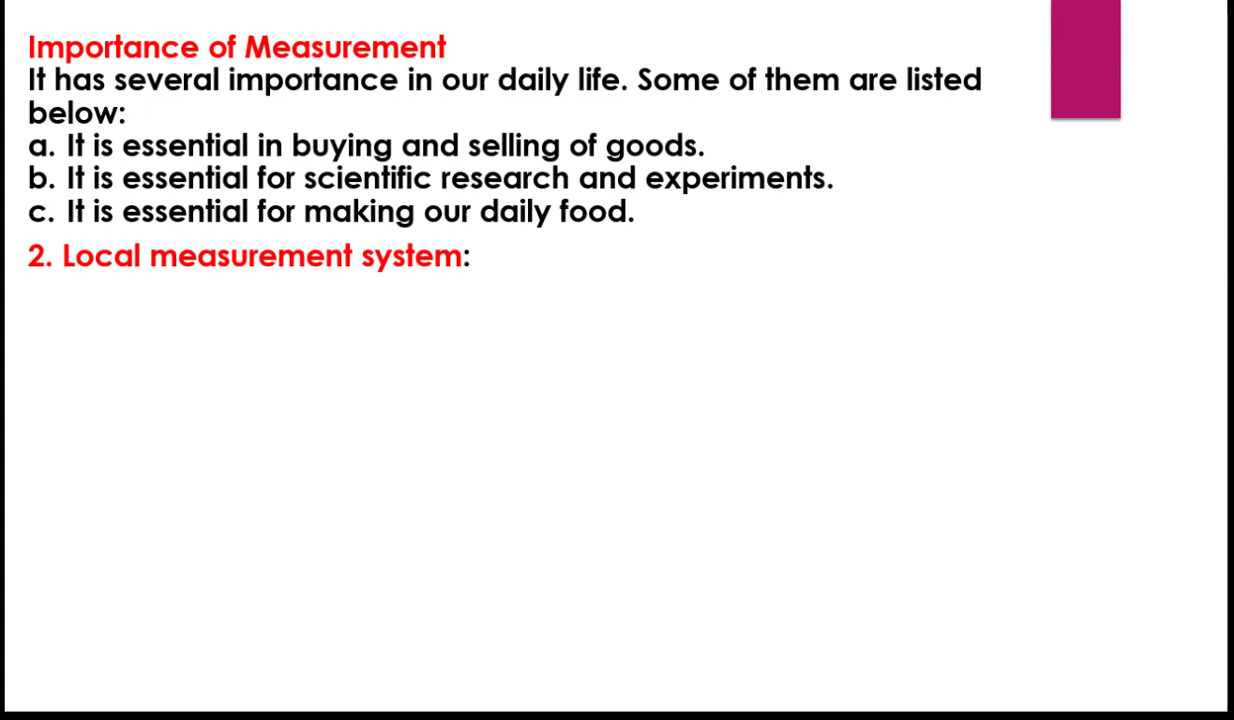 Importance of Measurement
It has several importance in our daily life. Some of them are listed
below:
a. It is essential in buying and selling of goods.
b. It is essential for scientific research and experiments.
c. It is essential for making our daily food.
2. Local measurement system: